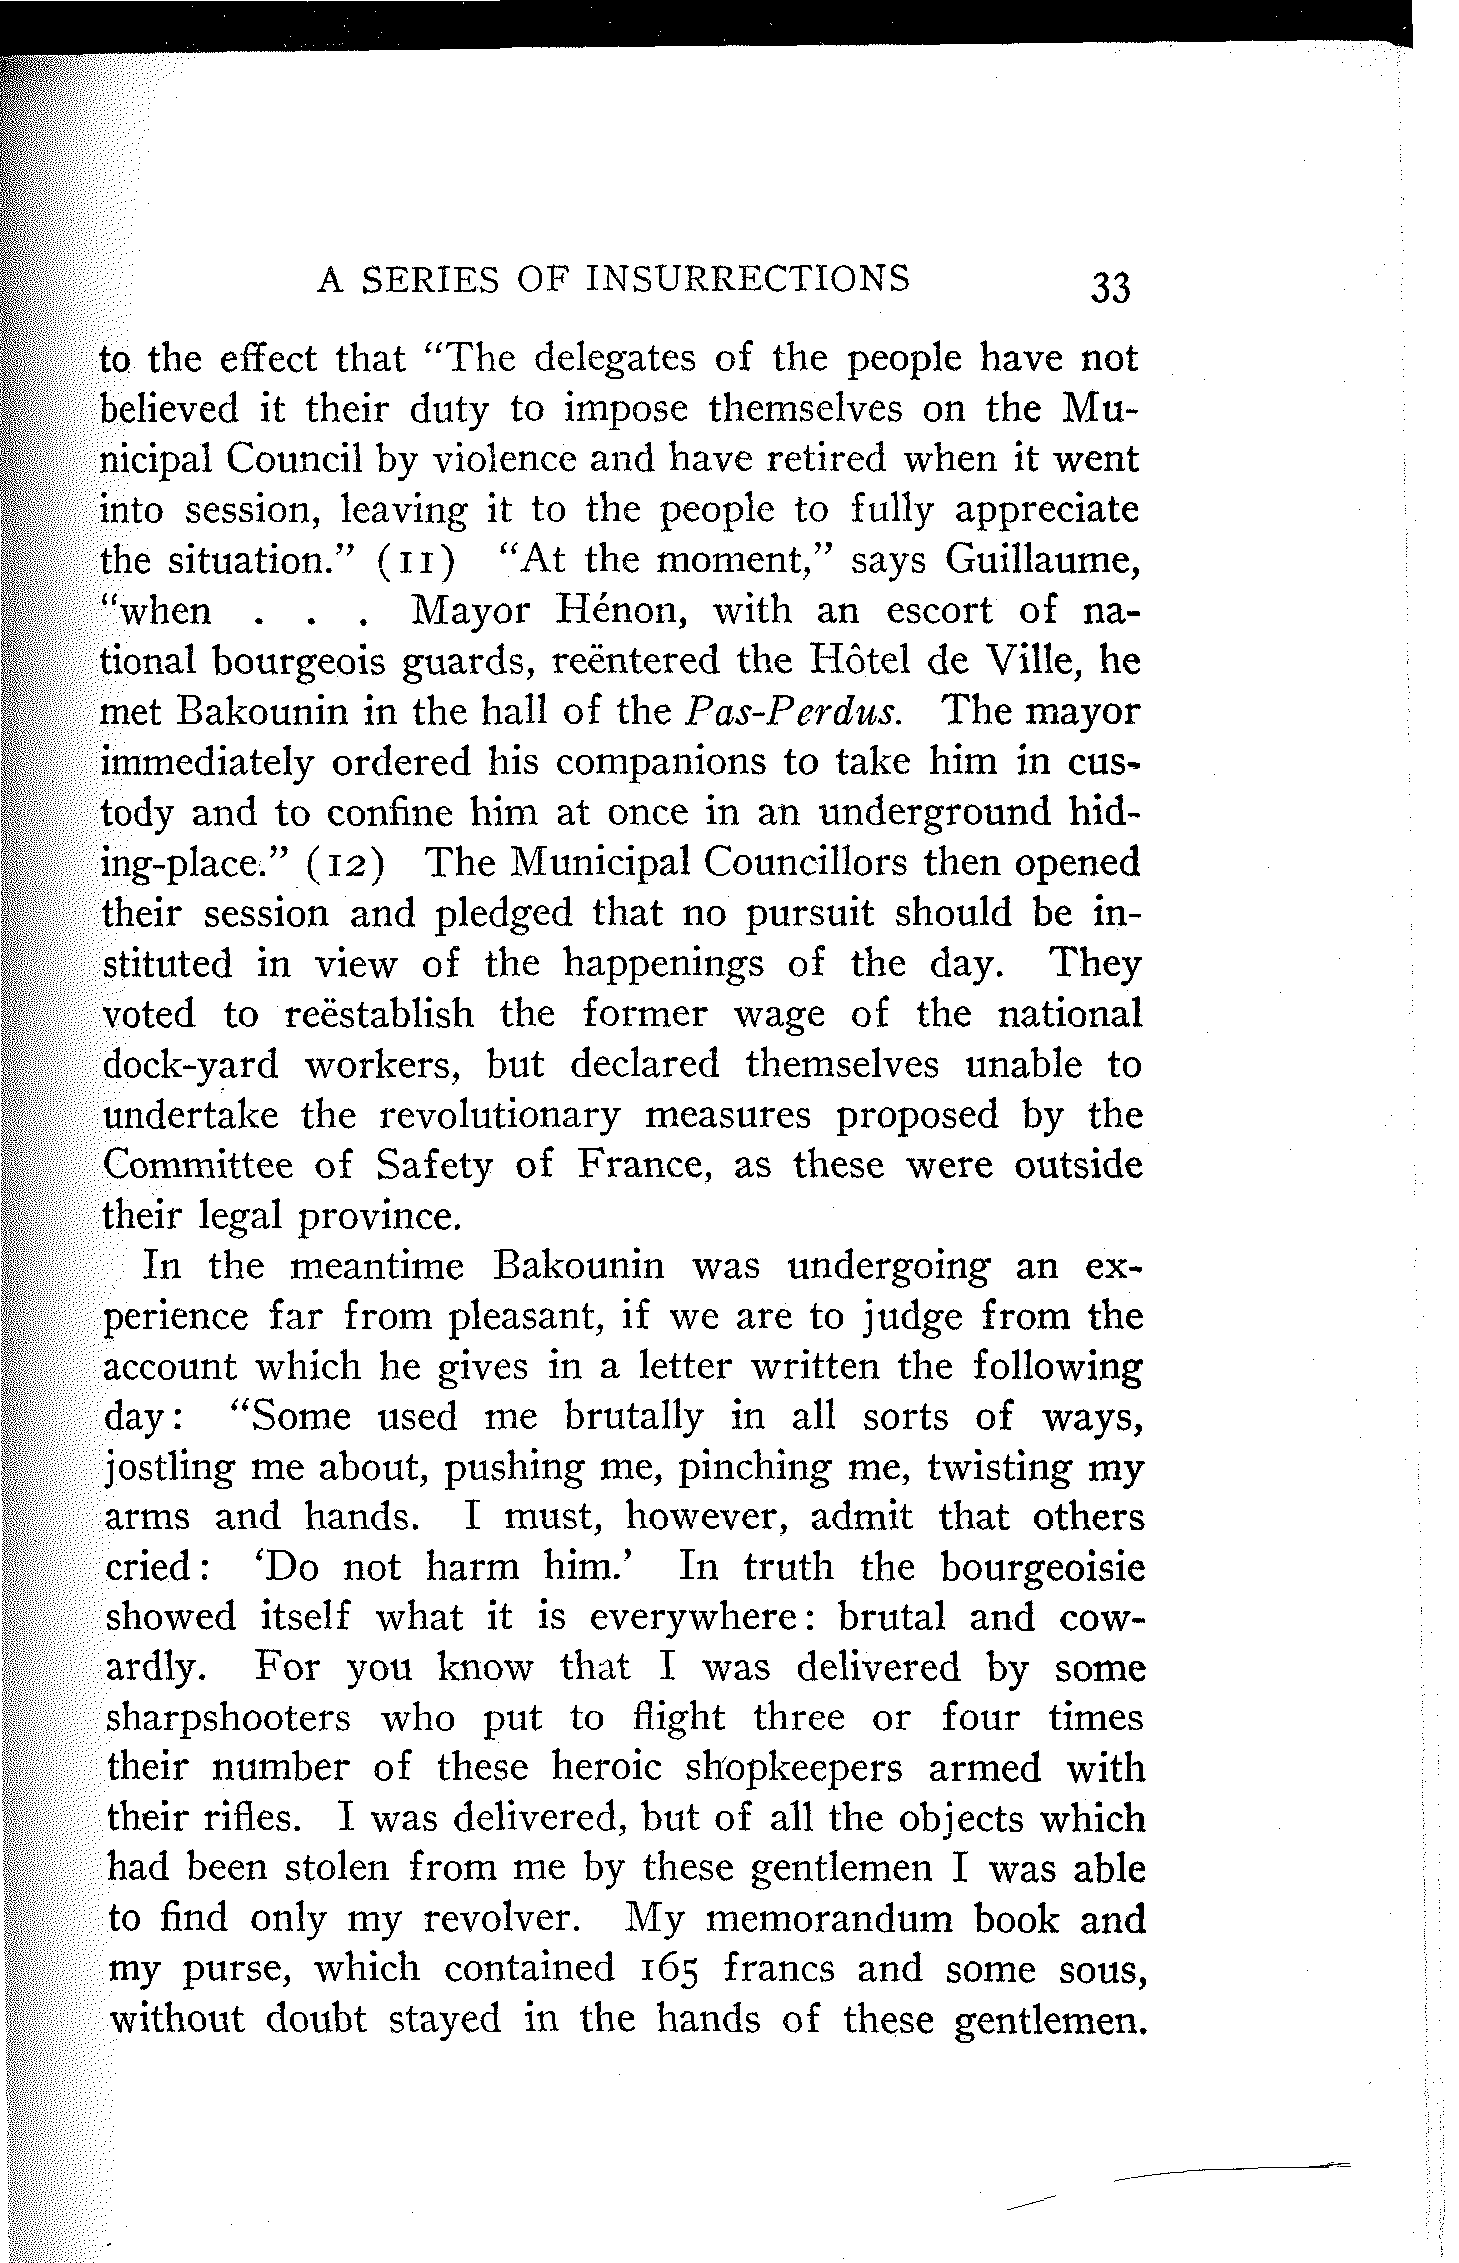 A SERIES OF INSURRECTIONS 33
to the effect that “The delegates of the people have not
believed it their duty to impose themselves on the Mu-
nicipal Council by violence and have retired when it went
into session, leaving it to the people to fully appreciate
the situation.” (11) “At the moment,” says Guillaume,
“when . . . Mayor Hénon, with an escort of na-
tional bourgeois guards, reëntered the Hôtel de Ville, he
met Bakounin in the hall of the Pas-Perdus. The mayor
immediately ordered his companions to take him in cus-
tody and to confine him at once in an underground hid-
ing-place.” (12) The Municipal Councillors then opened
their session and pledged that no pursuit should be in-
stituted in view of the happenings of the day. They
voted to reëstablish the former wage of the national
dock-yard workers, but declared themselves unable to
undertake the revolutionary measures proposed by the
Committee of Safety of France, as these were outside
their legal province.
In the meantime Bakounin was undergoing an ex-
perience far from pleasant, if we are to judge from the
account which he gives in a letter written the following
day: “Some used me brutally in all sorts of ways,
jostling me about, pushing me, pinching me, twisting my
arms and hands. I must, however, admit that others
cried: ‘Do not harm him.’ In truth the bourgeoisie
showed itself what it is everywhere: brutal and cow-
ardly. For you know that I was delivered by some
sharpshooters who put to flight three or four times
their number of these heroic shopkeepers armed with
their rifles. I was delivered, but of all the objects which
had been stolen from me by these gentlemen I was able
to find only my revolver. My memorandum book and
my purse, which contained 165 francs and some sous,
without doubt stayed in the hands of these gentlemen.